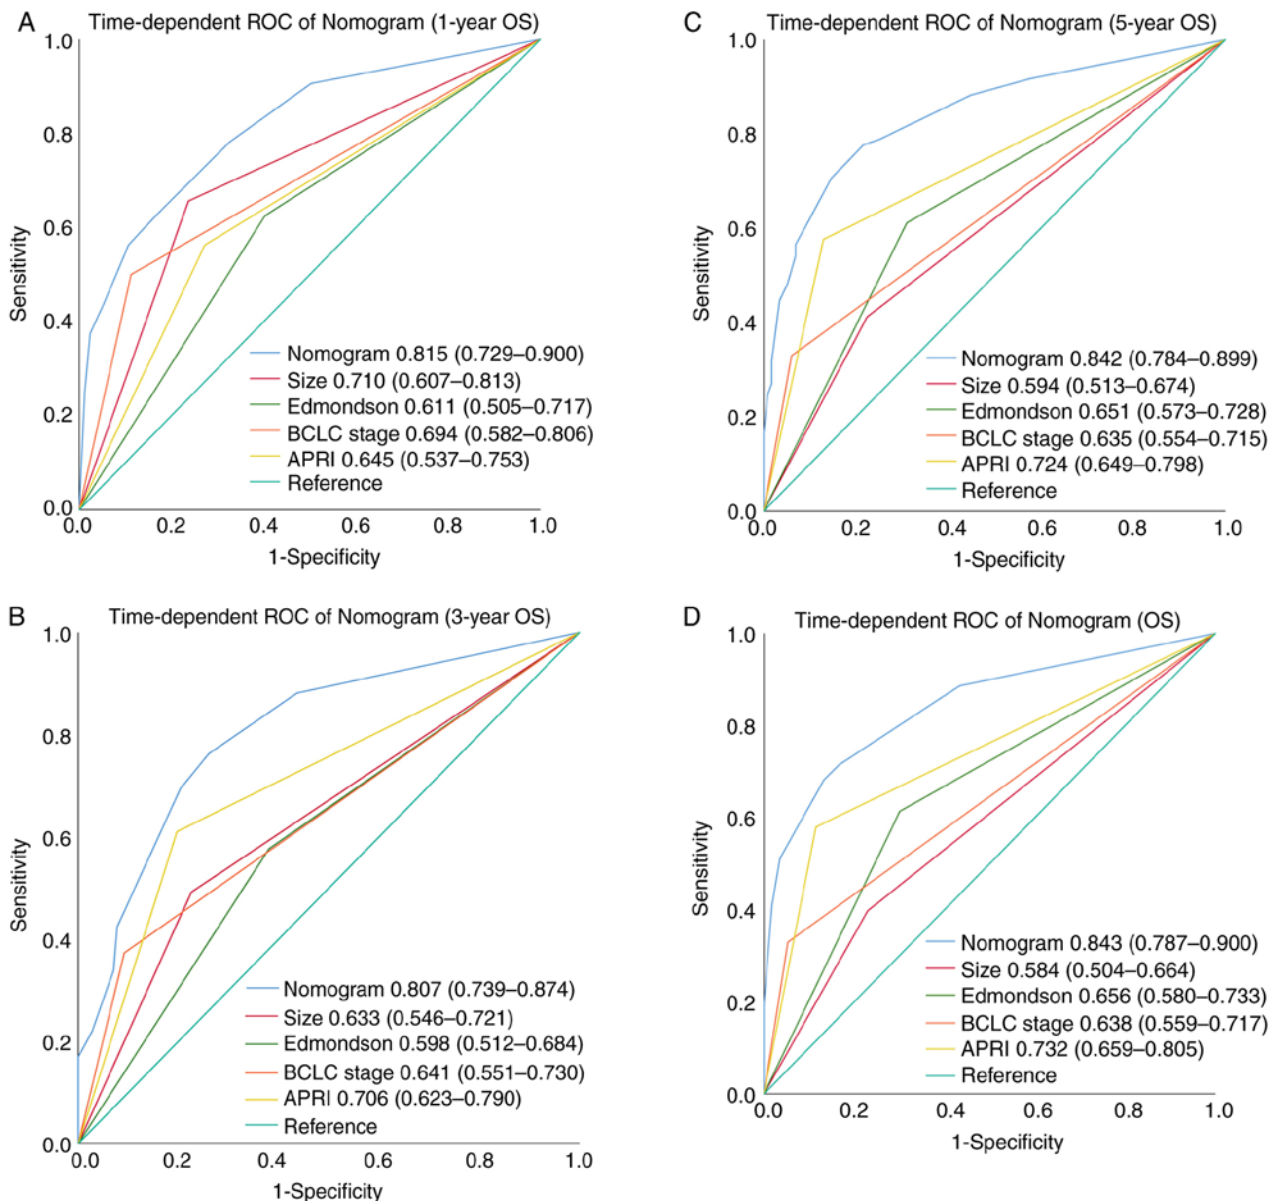 A
Time-dependent ROC of Nomogram (1-year OS)
1.0
0.8
0.6
0.4
0.2
0.0
Sensitivity
Nomogram 0.815 (0.729–0.900)
Size 0.710 (0.607–0.813)
Edmondson 0.611 (0.505–0.717)
BCLC stage 0.694 (0.582–0.806)
APRI 0.645 (0.537–0.753)
Reference
0.0 0.2 0.4 0.6 0.8 1.0
1-Specificity
B
Time-dependent ROC of Nomogram (3-year OS)
1.0
0.8
0.6
0.4
0.2
0.0
Sensitivity
Nomogram 0.807 (0.739–0.874)
Size 0.633 (0.546–0.721)
Edmondson 0.598 (0.512–0.684)
BCLC stage 0.641 (0.551–0.730)
APRI 0.706 (0.623–0.790)
Reference
0.0 0.2 0.4 0.6 0.8 1.0
1-Specificity
C
Time-dependent ROC of Nomogram (5-year OS)
1.0
0.8
0.6
0.4
0.2
0.0
Sensitivity
Nomogram 0.842 (0.784–0.899)
Size 0.594 (0.513–0.674)
Edmondson 0.651 (0.573–0.728)
BCLC stage 0.635 (0.554–0.715)
APRI 0.724 (0.649–0.798)
Reference
0.0 0.2 0.4 0.6 0.8 1.0
1-Specificity
D
Time-dependent ROC of Nomogram (OS)
1.0
0.8
0.6
0.4
0.2
0.0
Sensitivity
Nomogram 0.843 (0.787–0.900)
Size 0.584 (0.504–0.664)
Edmondson 0.656 (0.580–0.733)
BCLC stage 0.638 (0.559–0.717)
APRI 0.732 (0.659–0.805)
Reference
0.0 0.2 0.4 0.6 0.8 1.0
1-Specificity